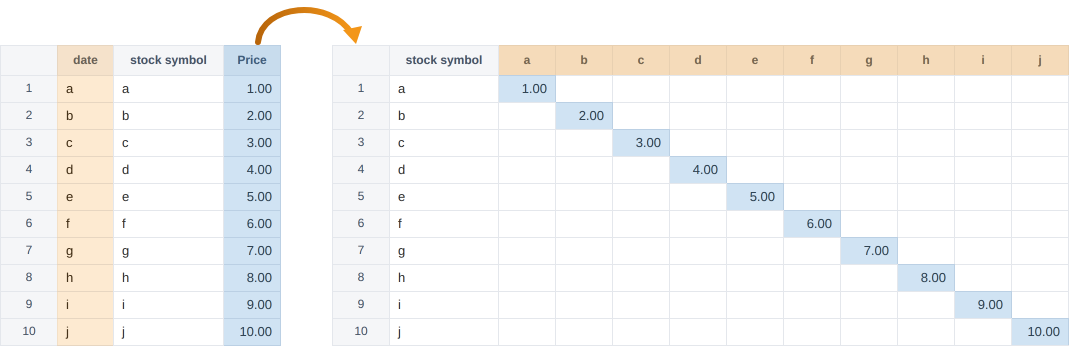 date stock symbol Price
1 a a 1.00
2 b b 2.00
3 c c 3.00
4 d d 4.00
5 e e 5.00
6 f f 6.00
7 g g 7.00
8 h h 8.00
9 i i 9.00
10 j j 10.00
stock symbol a b c d e f g h i j
1 a 1.00
2 b 2.00
3 c 3.00
4 d 4.00
5 e 5.00
6 f 6.00
7 g 7.00
8 h 8.00
9 i 9.00
10 j 10.00